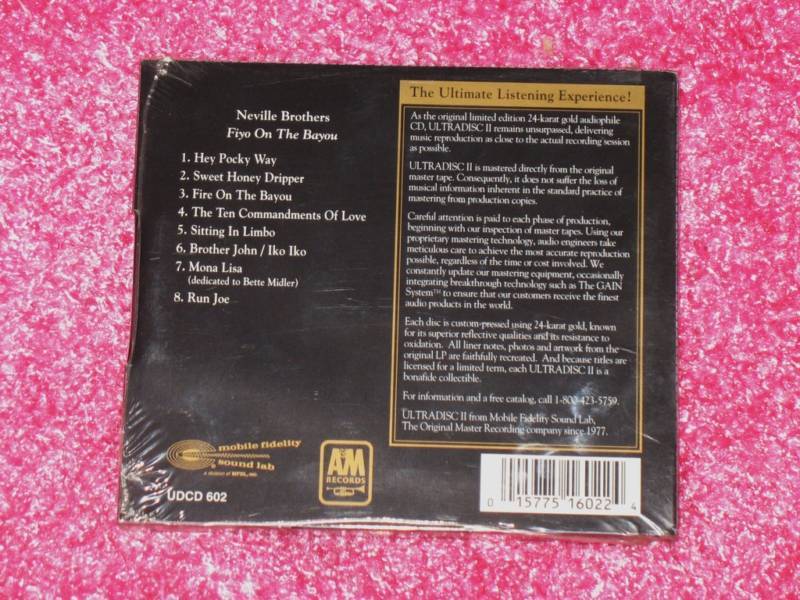 Neville Brothers
Fiyo On The Bayou
1. Hey Pocky Way
2. Sweet Honey Dripper
3. Fire On The Bayou
4. The Ten Commandments Of Love
5. Sitting In Limbo
6. Brother John / Iko Iko
7. Mona Lisa
(dedicated to Bette Midler)
8. Run Joe
The Ultimate Listening Experience!
As the original limited edition 24-karat gold audiophile
CD, ULTRADISC II remains unsurpassed, delivering
music reproduction as close to the actual recording session
as possible.
ULTRADISC II is mastered directly from the original
master tape. Consequently, it does not suffer the loss of
musical information inherent in the standard practice of
mastering from production copies.
Careful attention is paid to each phase of production,
beginning with our inspection of master tapes. Using our
proprietary mastering technology, audio engineers take
meticulous care to achieve the most accurate reproduction
possible, regardless of the time or cost involved. We
constantly update our mastering equipment, occasionally
integrating breakthrough technology such as The GAIN
System™ to ensure that our customers receive the finest
audio products in the world.
Each disc is custom-pressed using 24-karat gold, known
for its superior reflective qualities and its resistance to
oxidation. All liner notes, photos and artwork from the
original LP are faithfully recreated. And because titles are
licensed for a limited term, each ULTRADISC II is a
bonafide collectible.
For information and a free catalog, call 1-800-423-5759.
ULTRADISC II from Mobile Fidelity Sound Lab,
The Original Master Recording company since 1977.
mobile fidelity
sound lab
a division of MFSL, inc.
UDCD 602
A&M
RECORDS
0 15775 16022 4